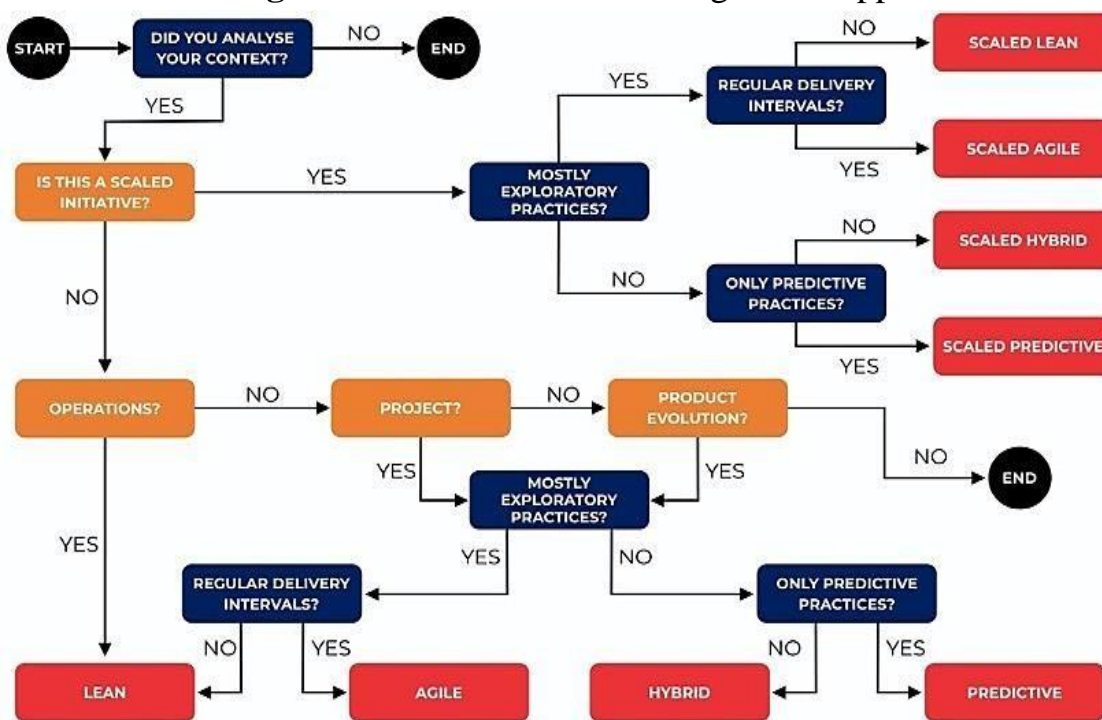 START
DID YOU ANALYSE
YOUR CONTEXT?
NO
END
YES
NO
SCALED LEAN
YES
REGULAR DELIVERY
INTERVALS?
YES
SCALED AGILE
IS THIS A SCALED
INITIATIVE?
YES
MOSTLY
EXPLORATORY
PRACTICES?
NO
SCALED HYBRID
NO
ONLY PREDICTIVE
PRACTICES?
YES
SCALED PREDICTIVE
NO
OPERATIONS?
NO
PROJECT?
NO
PRODUCT
EVOLUTION?
NO
END
YES
YES
MOSTLY
EXPLORATORY
PRACTICES?
YES
YES
NO
REGULAR DELIVERY
INTERVALS?
ONLY PREDICTIVE
PRACTICES?
NO
YES
NO
YES
LEAN
AGILE
HYBRID
PREDICTIVE